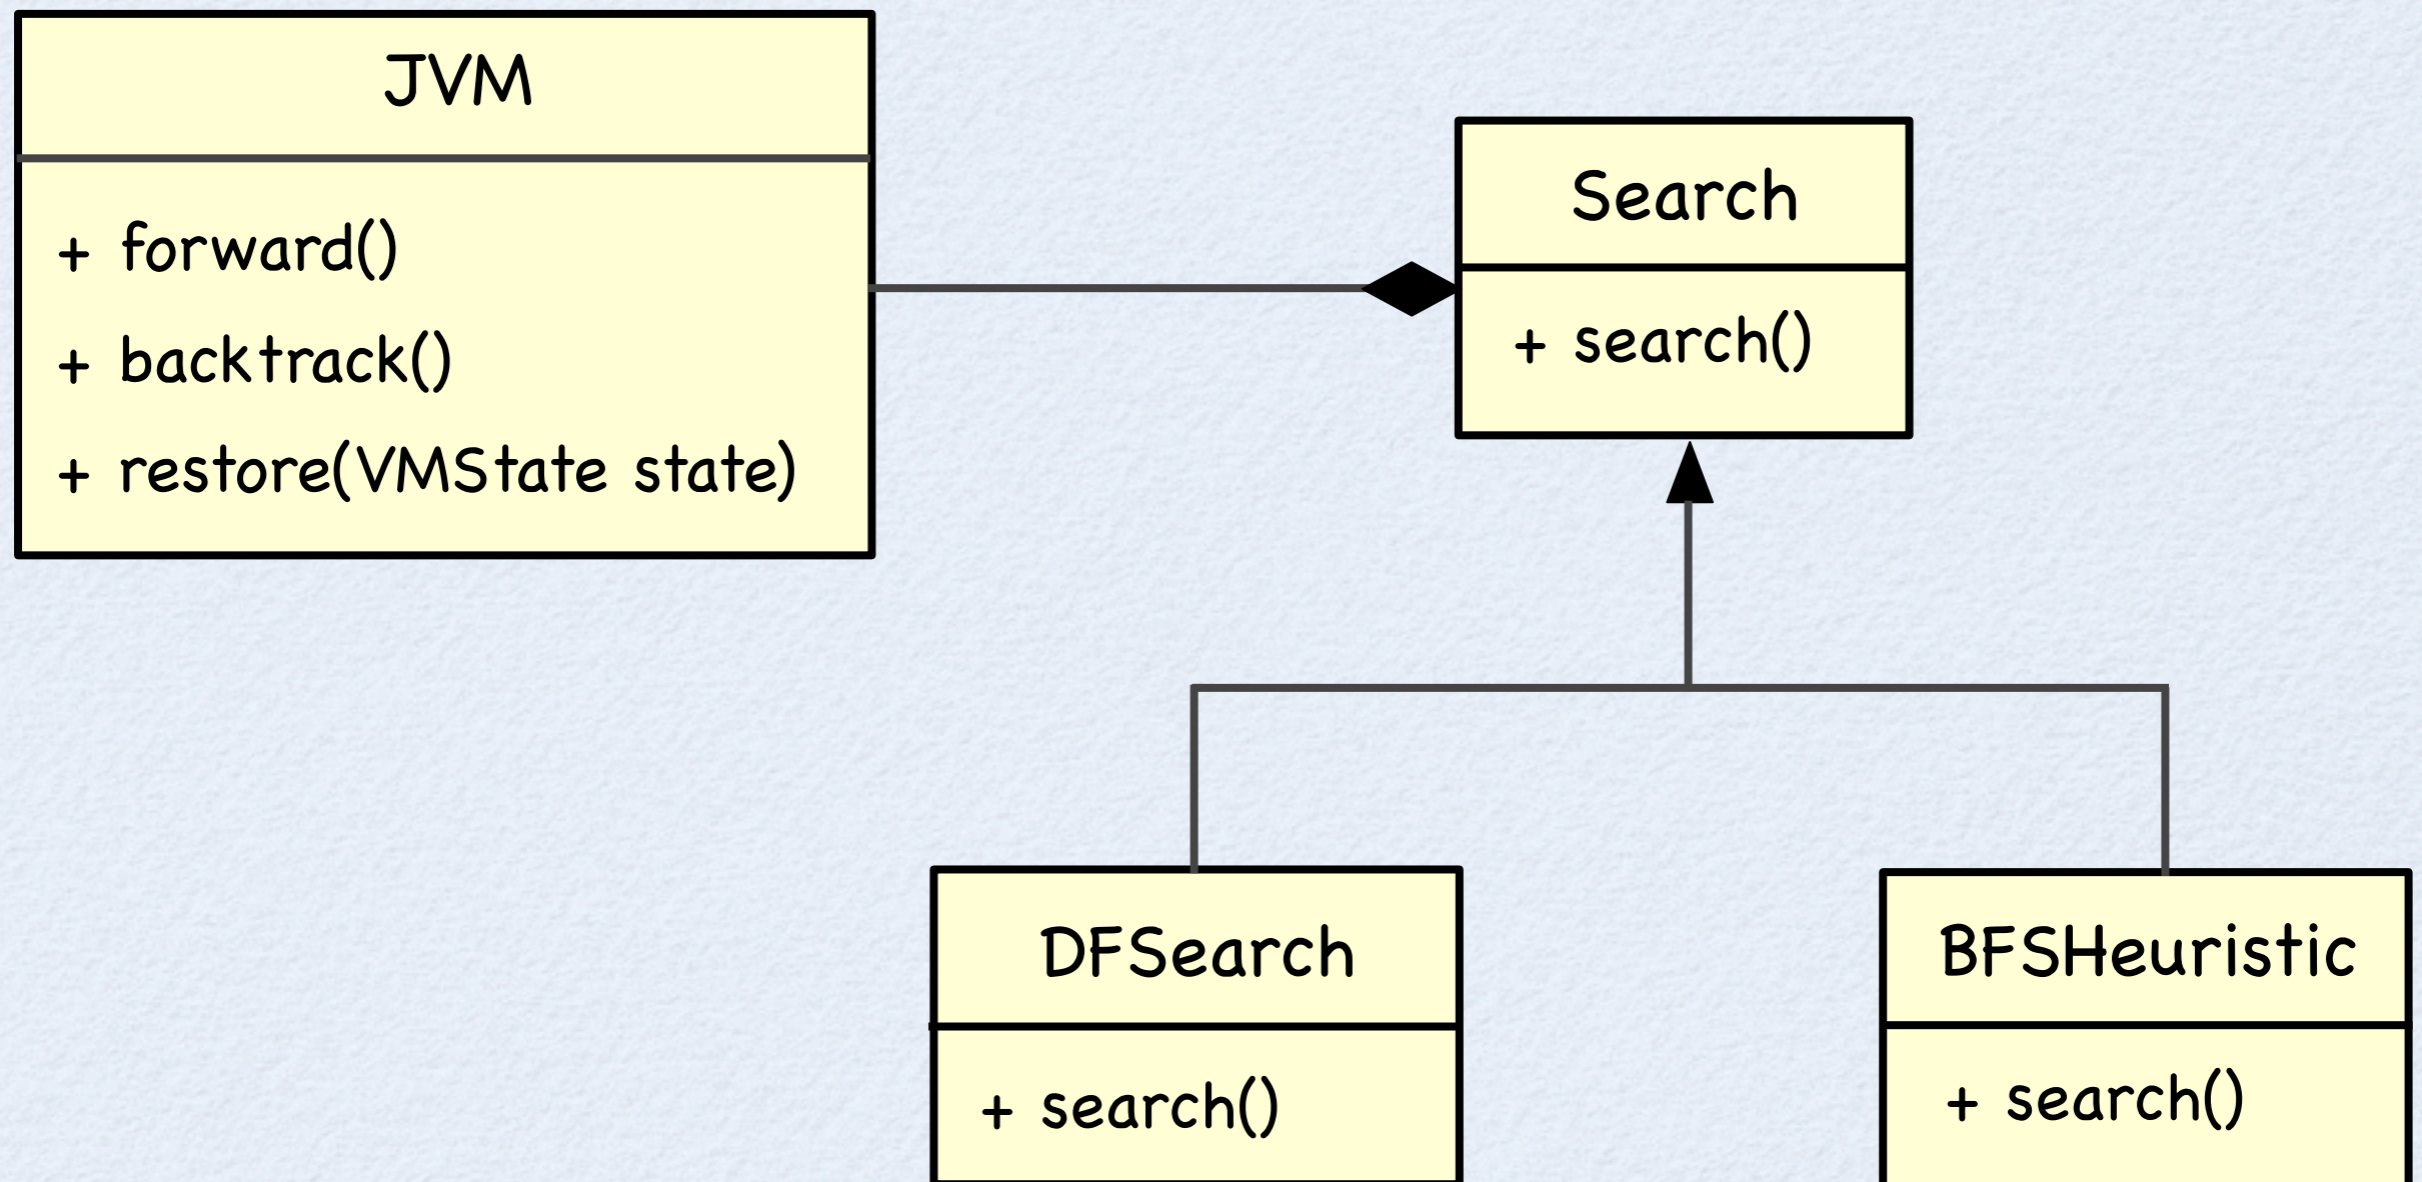 JVM
+ forward()
+ backtrack()
+ restore(VMState state)
Search
+ search()
DFSearch
+ search()
BFSHeuristic
+ search()